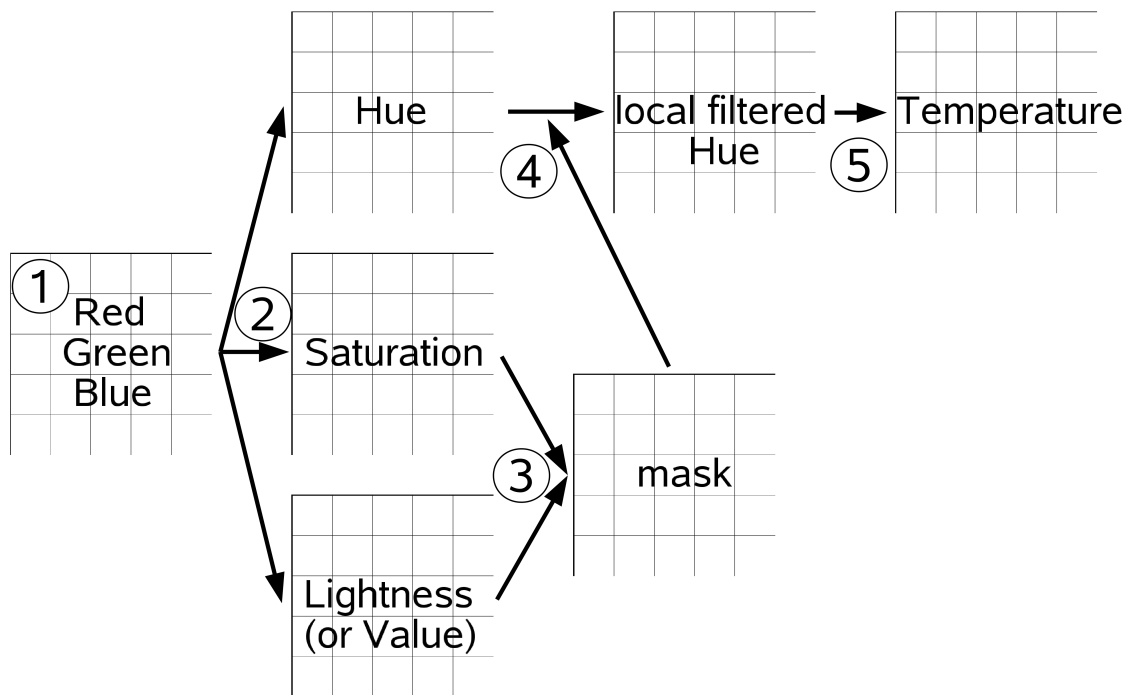 1
Red
Green
Blue
2
Hue
Saturation
Lightness
(or Value)
3
mask
4
local filtered
Hue
5
Temperature